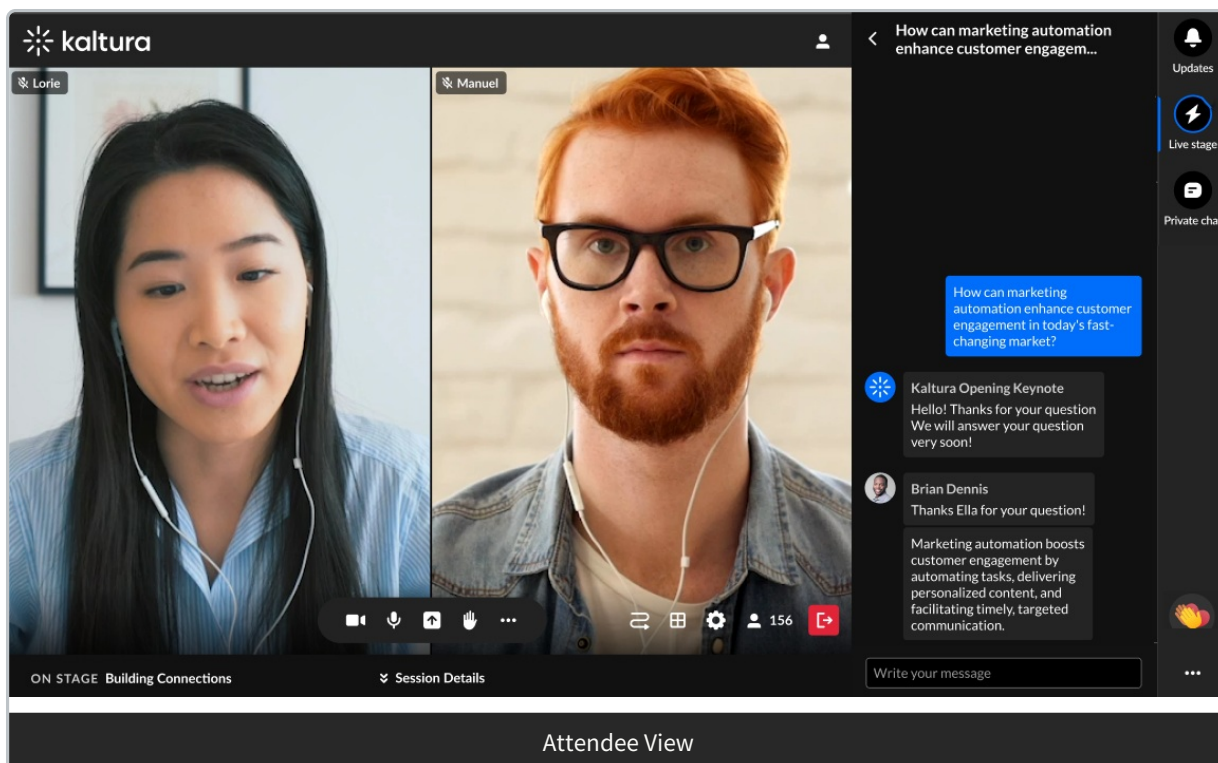 kaltura
Lorie
Manuel
156
ON STAGE Building Connections
Session Details
How can marketing automation
enhance customer engagem...
How can marketing
automation enhance customer
engagement in today's fast-
changing market?
Kaltura Opening Keynote
Hello! Thanks for your question
We will answer your question
very soon!
Brian Dennis
Thanks Ella for your question!
Marketing automation boosts
customer engagement by
automating tasks, delivering
personalized content, and
facilitating timely, targeted
communication.
Write your message
Updates
Live stage
Private cha
Attendee View